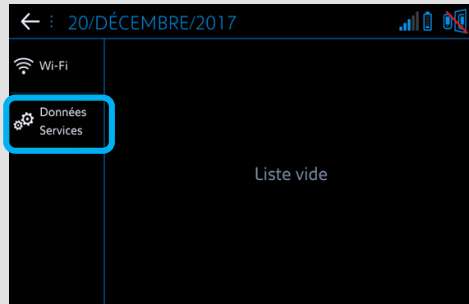 20/DÉCEMBRE/2017
Wi-Fi
Données
Services
Liste vide